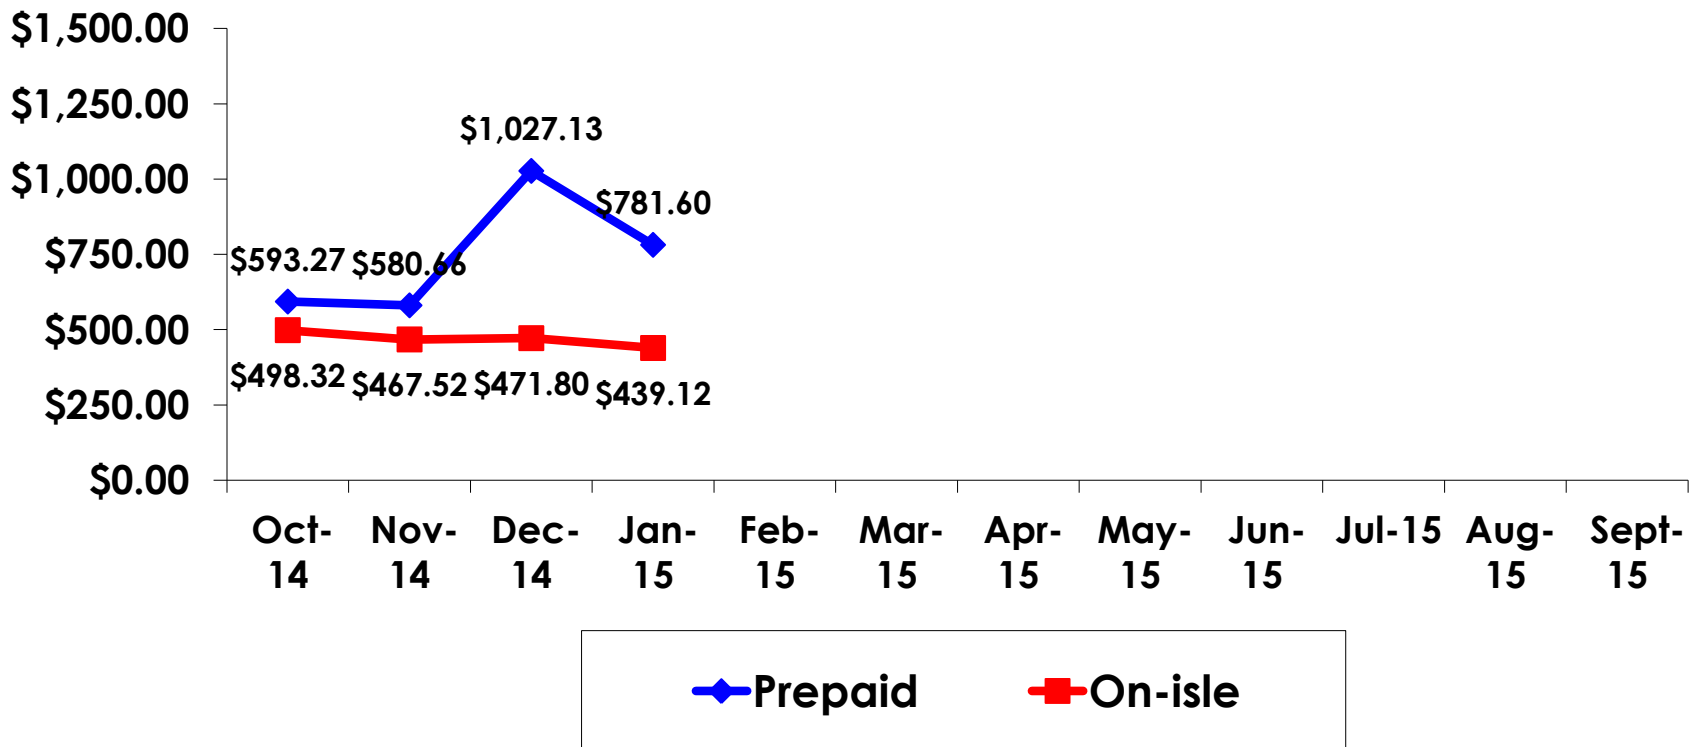 $1,500.00
$1,250.00
$1,000.00
$750.00
$500.00
$250.00
$0.00
$1,027.13
$781.60
$593.27 $580.66
$498.32 $467.52 $471.80 $439.12
Oct- Nov- Dec- Jan- Feb- Mar- Apr- May- Jun- Jul-15 Aug- Sept-
14 14 14 15 15 15 15 15 15 15 15
Prepaid On-isle